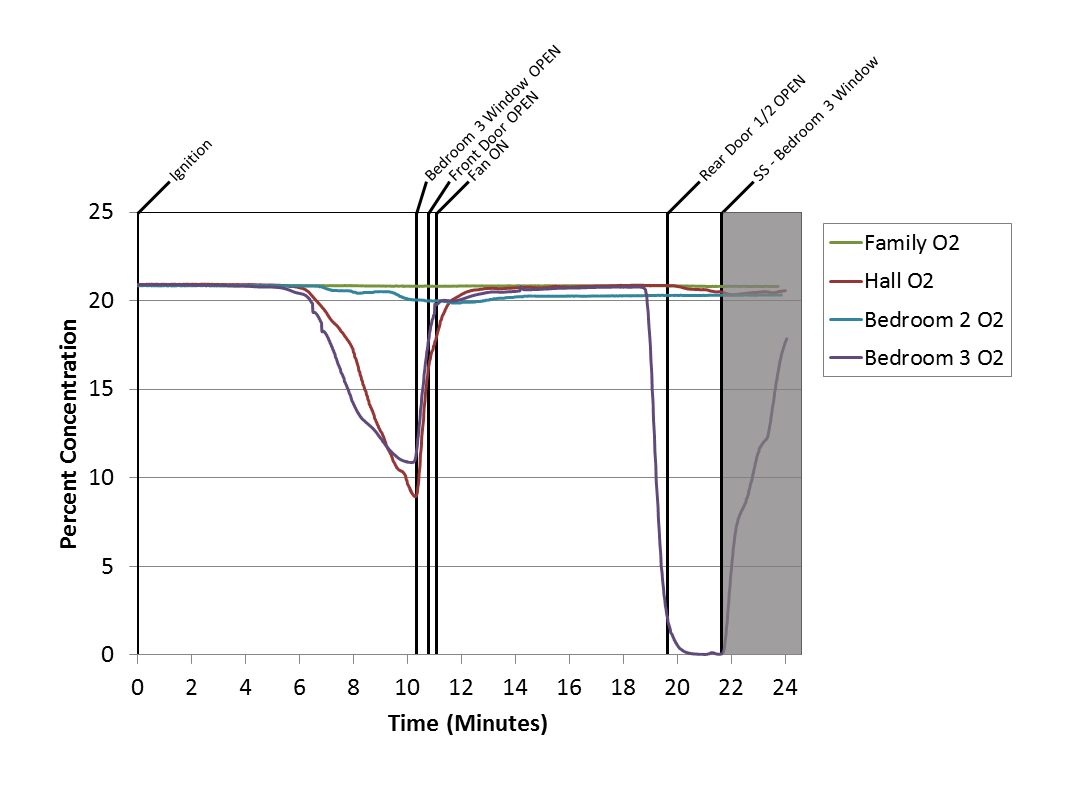 Ignition
Bedroom 3 Window OPEN
Front Door OPEN
Fan ON
Rear Door 1/2 OPEN
SS - Bedroom 3 Window
25
20
15
10
5
0
Percent Concentration
0 2 4 6 8 10 12 14 16 18 20 22 24
Time (Minutes)
Family O2
Hall O2
Bedroom 2 O2
Bedroom 3 O2